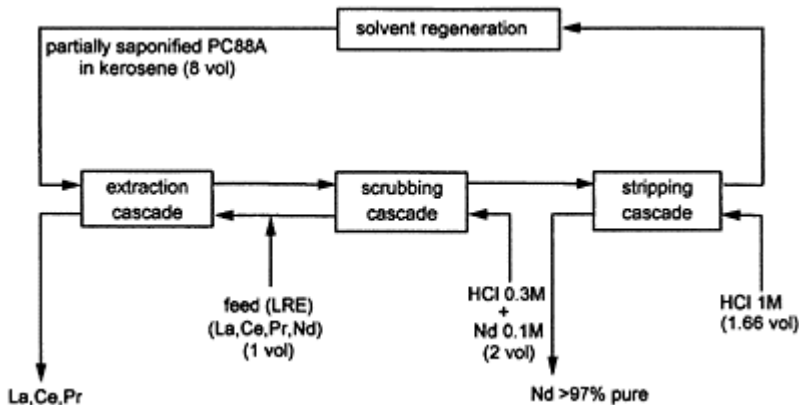 solvent regeneration
partially saponified PC88A
in kerosene (8 vol)
extraction
cascade
scrubbing
cascade
stripping
cascade
feed (LRE)
(La,Ce,Pr,Nd)
(1 vol)
HCl 0.3M
+
Nd 0.1M
(2 vol)
HCl 1M
(1.66 vol)
La,Ce,Pr
Nd >97% pure